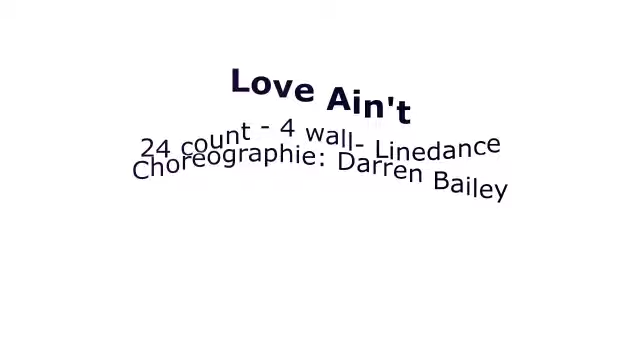 Love Ain't
24 count - 4 wall- Linedance
Choreographie: Darren Bailey